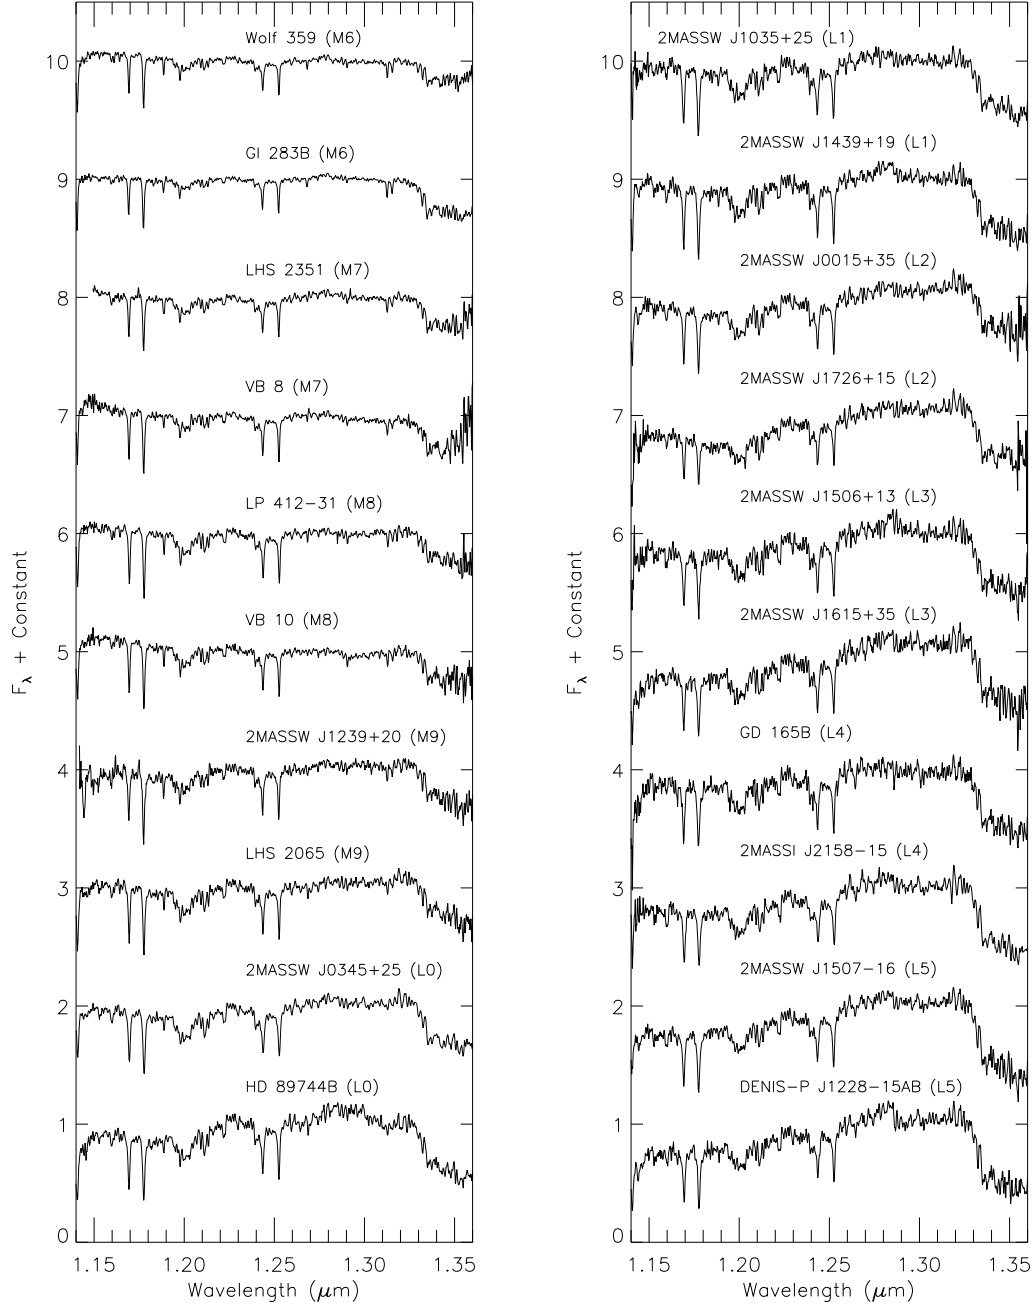 Wolf 359 (M6)
Gl 283B (M6)
LHS 2351 (M7)
VB 8 (M7)
LP 412−31 (M8)
VB 10 (M8)
2MASSW J1239+20 (M9)
LHS 2065 (M9)
2MASSW J0345+25 (L0)
HD 89744B (L0)
10
9
8
7
6
5
4
3
2
1
0
Fλ + Constant
1.15 1.20 1.25 1.30 1.35
Wavelength (μm)
2MASSW J1035+25 (L1)
2MASSW J1439+19 (L1)
2MASSW J0015+35 (L2)
2MASSW J1726+15 (L2)
2MASSW J1506+13 (L3)
2MASSW J1615+35 (L3)
GD 165B (L4)
2MASSI J2158−15 (L4)
2MASSW J1507−16 (L5)
DENIS−P J1228−15AB (L5)
10
9
8
7
6
5
4
3
2
1
0
Fλ + Constant
1.15 1.20 1.25 1.30 1.35
Wavelength (μm)